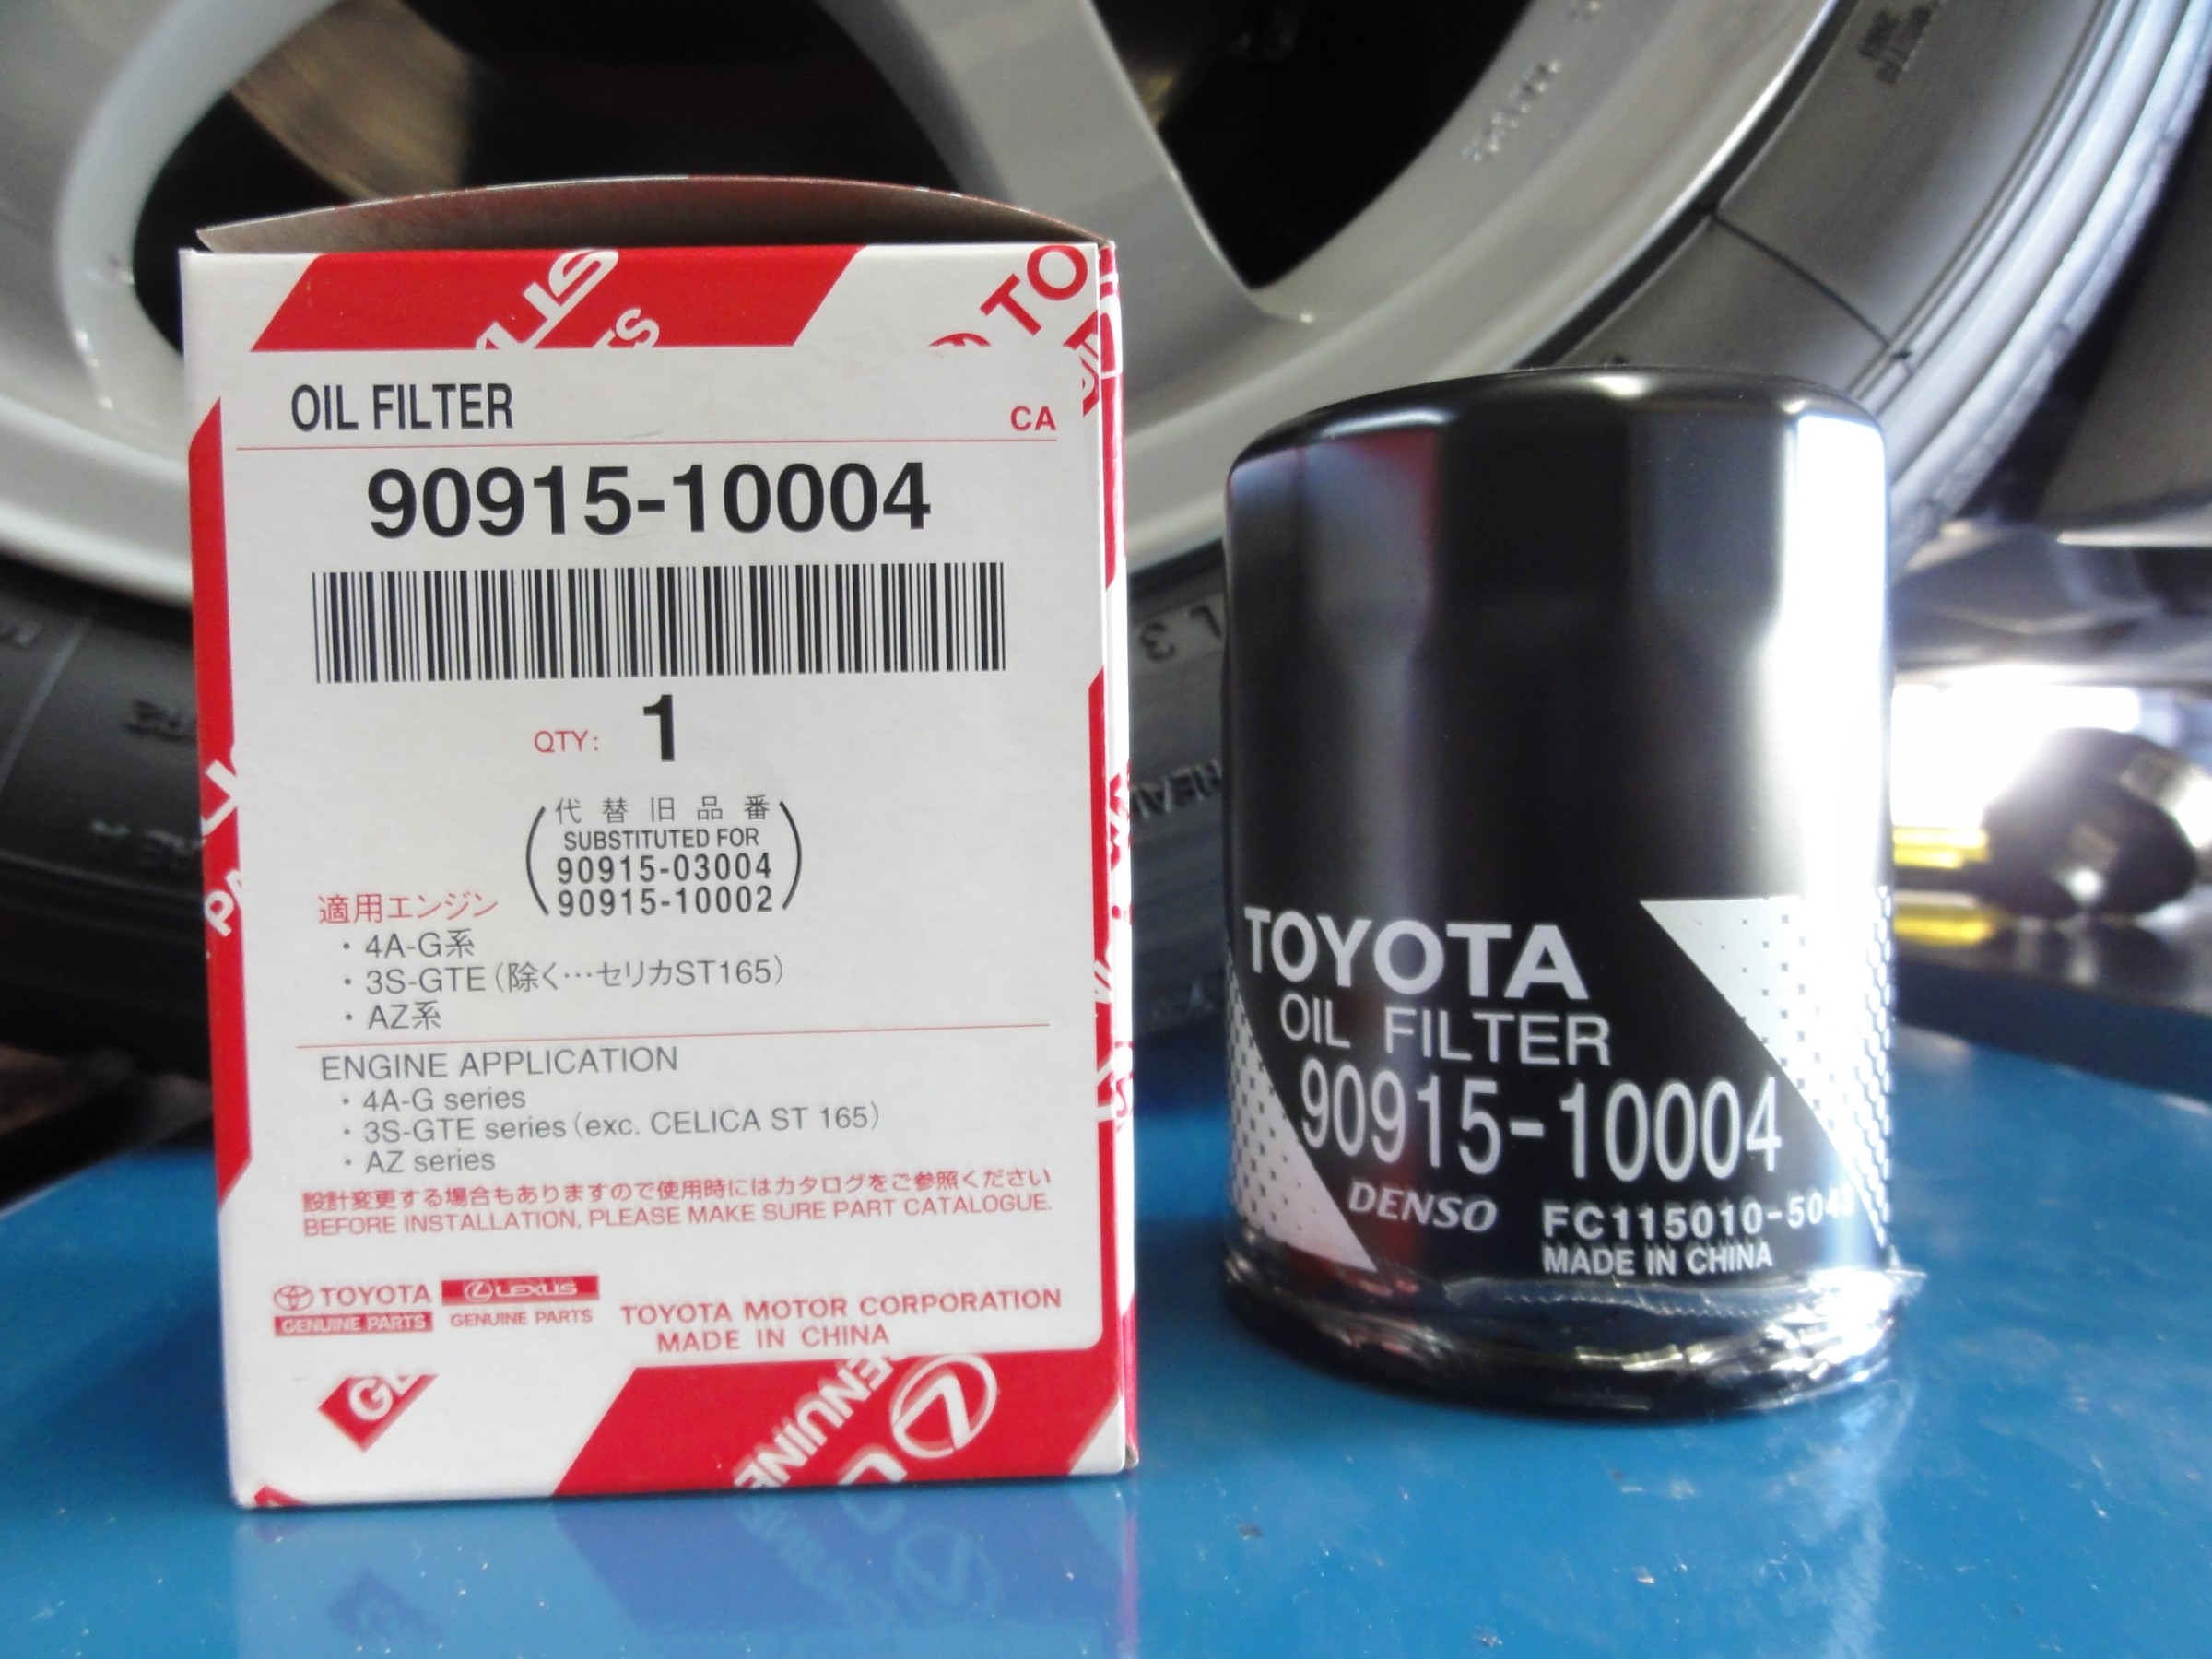 LEXUS
TO
OIL FILTER
CA
90915-10004
QTY: 1
代替旧品番
SUBSTITUTED FOR
90915-03004
90915-10002
適用エンジン
・4A-G系
・3S-GTE(除く…セリカST165)
・AZ系
ENGINE APPLICATION
・4A-G series
・3S-GTE series(exc. CELICA ST 165)
・AZ series
設計変更する場合もありますので使用時にはカタログをご参照ください
BEFORE INSTALLATION, PLEASE MAKE SURE PART CATALOGUE.
TOYOTA
GENUINE PARTS
LEXUS
GENUINE PARTS
TOYOTA MOTOR CORPORATION
MADE IN CHINA
GE
GENUINE
TOYOTA
OIL FILTER
90915-10004
DENSO FC115010-504
MADE IN CHINA